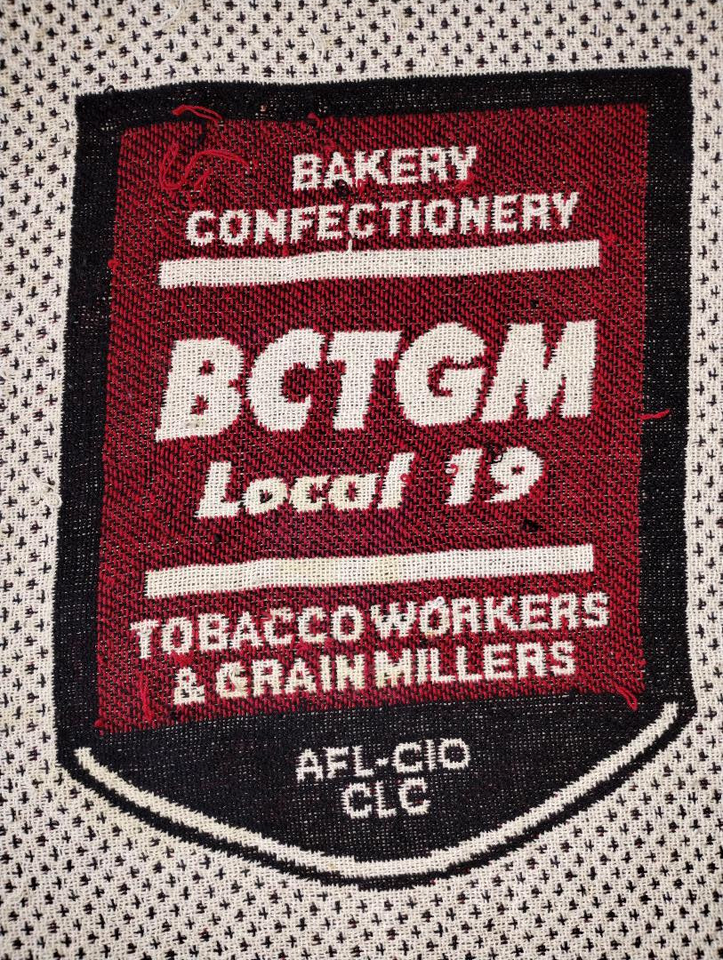 BAKERY
CONFECTIONERY
BCTGM
Local 19
TOBACCO WORKERS
& GRAIN MILLERS
AFL-CIO
CLC